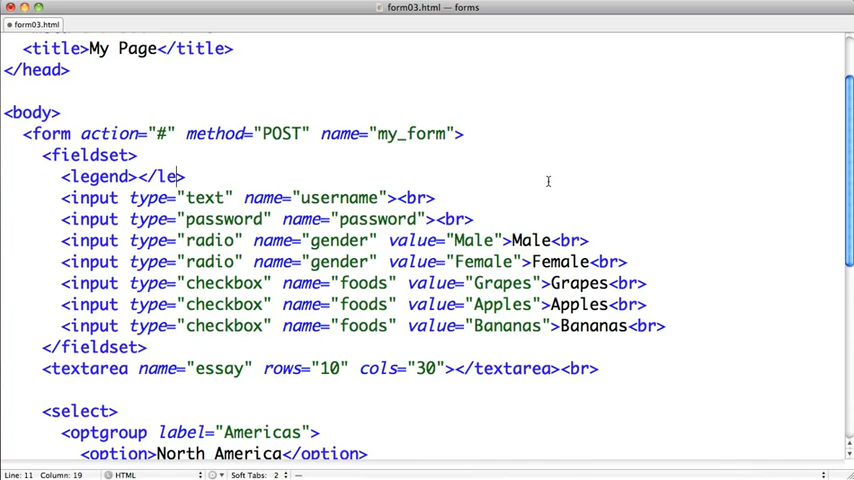 form03.html — forms
form03.html
<title>My Page</title>
</head>
<body>
<form action="#" method="POST" name="my_form">
<fieldset>
<legend></le>
<input type="text" name="username"><br>
<input type="password" name="password"><br>
<input type="radio" name="gender" value="Male">Male<br>
<input type="radio" name="gender" value="Female">Female<br>
<input type="checkbox" name="foods" value="Grapes">Grapes<br>
<input type="checkbox" name="foods" value="Apples">Apples<br>
<input type="checkbox" name="foods" value="Bananas">Bananas<br>
</fieldset>
<textarea name="essay" rows="10" cols="30"></textarea><br>
<select>
<optgroup label="Americas">
<option>North America</option>
Line: 11 Column: 19 HTML Soft Tabs: 2 —